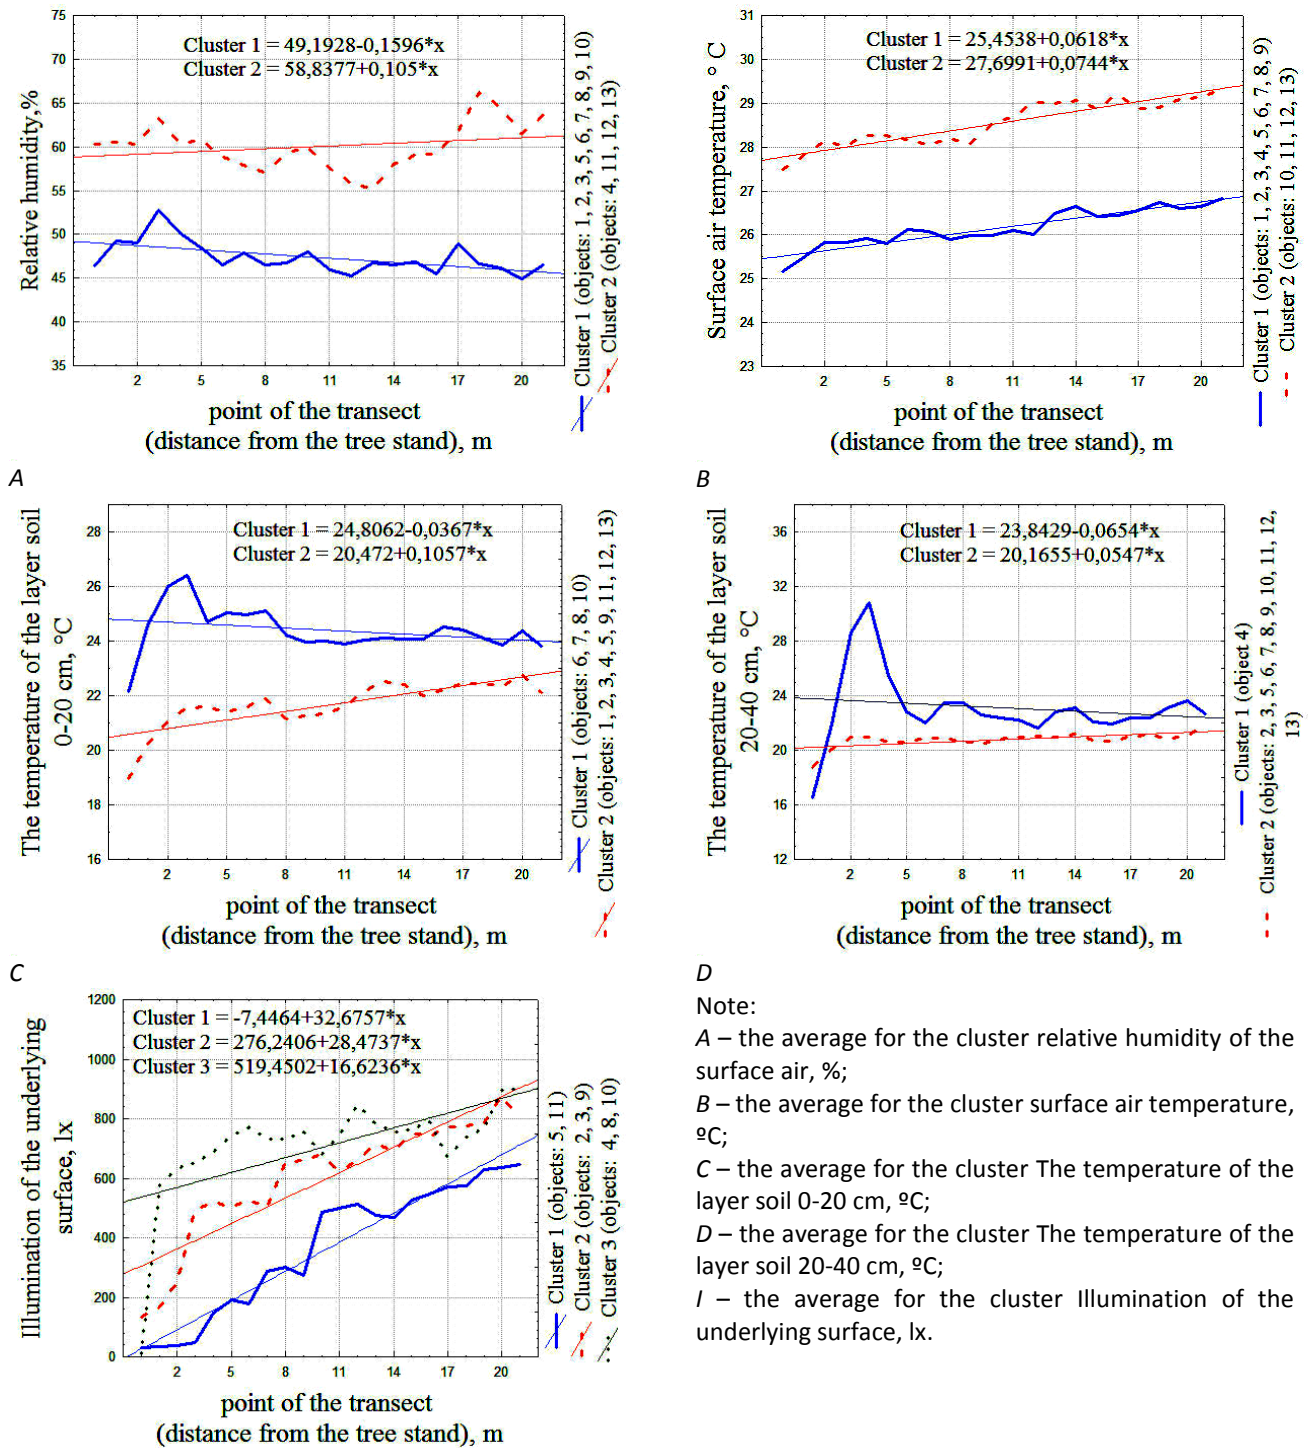 75
70
65
60
55
50
45
40
35
Relative humidity,%
Cluster 1 = 49,1928-0,1596*x
Cluster 2 = 58,8377+0,105*x
2 5 8 11 14 17 20
point of the transect
(distance from the tree stand), m
Cluster 1 (objects: 1, 2, 3, 5, 6, 7, 8, 9, 10)
Cluster 2 (objects: 4, 11, 12, 13)
A
31
30
29
28
27
26
25
24
23
Surface air temperature, ° C
Cluster 1 = 25,4538+0,0618*x
Cluster 2 = 27,6991+0,0744*x
2 5 8 11 14 17 20
point of the transect
(distance from the tree stand), m
Cluster 1 (objects: 1, 2, 3, 4, 5, 6, 7, 8, 9)
Cluster 2 (objects: 10, 11, 12, 13)
B
28
26
24
22
20
18
16
The temperature of the layer soil
0-20 cm, °C
Cluster 1 = 24,8062-0,0367*x
Cluster 2 = 20,472+0,1057*x
2 5 8 11 14 17 20
point of the transect
(distance from the tree stand), m
Cluster 1 (objects: 6, 7, 8, 10)
Cluster 2 (objects: 1, 2, 3, 4, 5, 9, 11, 12, 13)
C
36
32
28
24
20
16
12
The temperature of the layer soil
20-40 cm, °C
Cluster 1 = 23,8429-0,0654*x
Cluster 2 = 20,1655+0,0547*x
2 5 8 11 14 17 20
point of the transect
(distance from the tree stand), m
Cluster 1 (object 4)
Cluster 2 (objects: 2, 3, 5, 6, 7, 8, 9, 10, 11, 12,
13)
D
1200
1000
800
600
400
200
0
Illumination of the underlying
surface, lx
Cluster 1 = -7,4464+32,6757*x
Cluster 2 = 276,2406+28,4737*x
Cluster 3 = 519,4502+16,6236*x
2 5 8 11 14 17 20
point of the transect
(distance from the tree stand), m
Cluster 1 (objects: 5, 11)
Cluster 2 (objects: 2, 3, 9)
Cluster 3 (objects: 4, 8, 10)
Note:
A – the average for the cluster relative humidity of the
surface air, %;
B – the average for the cluster surface air temperature,
ºC;
C – the average for the cluster The temperature of the
layer soil 0-20 cm, ºC;
D – the average for the cluster The temperature of the
layer soil 20-40 cm, ºC;
I – the average for the cluster Illumination of the
underlying surface, lx.